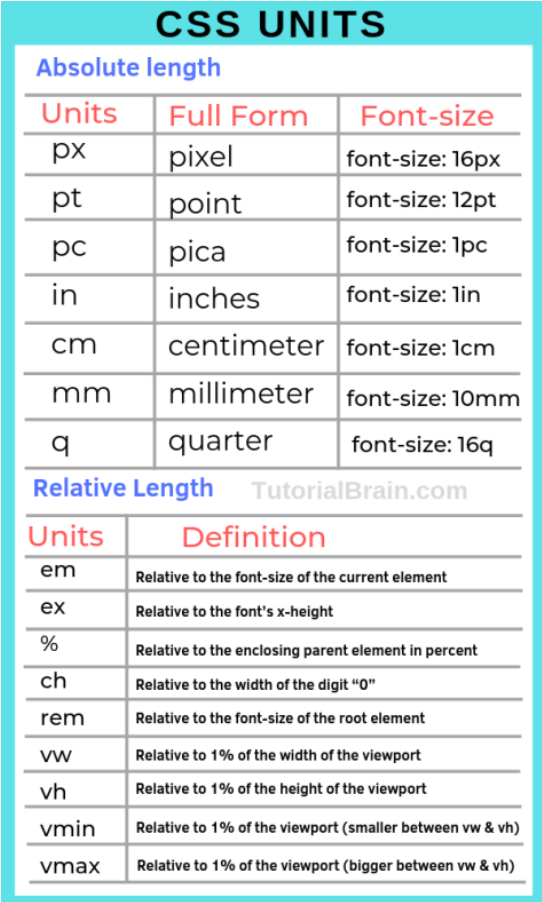 CSS UNITS
Absolute length
Units Full Form Font-size
px pixel font-size: 16px
pt point font-size: 12pt
pc pica font-size: 1pc
in inches font-size: 1in
cm centimeter font-size: 1cm
mm millimeter font-size: 10mm
q quarter font-size: 16q
Relative Length TutorialBrain.com
Units Definition
em Relative to the font-size of the current element
ex Relative to the font's x-height
% Relative to the enclosing parent element in percent
ch Relative to the width of the digit “0”
rem Relative to the font-size of the root element
vw Relative to 1% of the width of the viewport
vh Relative to 1% of the height of the viewport
vmin Relative to 1% of the viewport (smaller between vw & vh)
vmax Relative to 1% of the viewport (bigger between vw & vh)